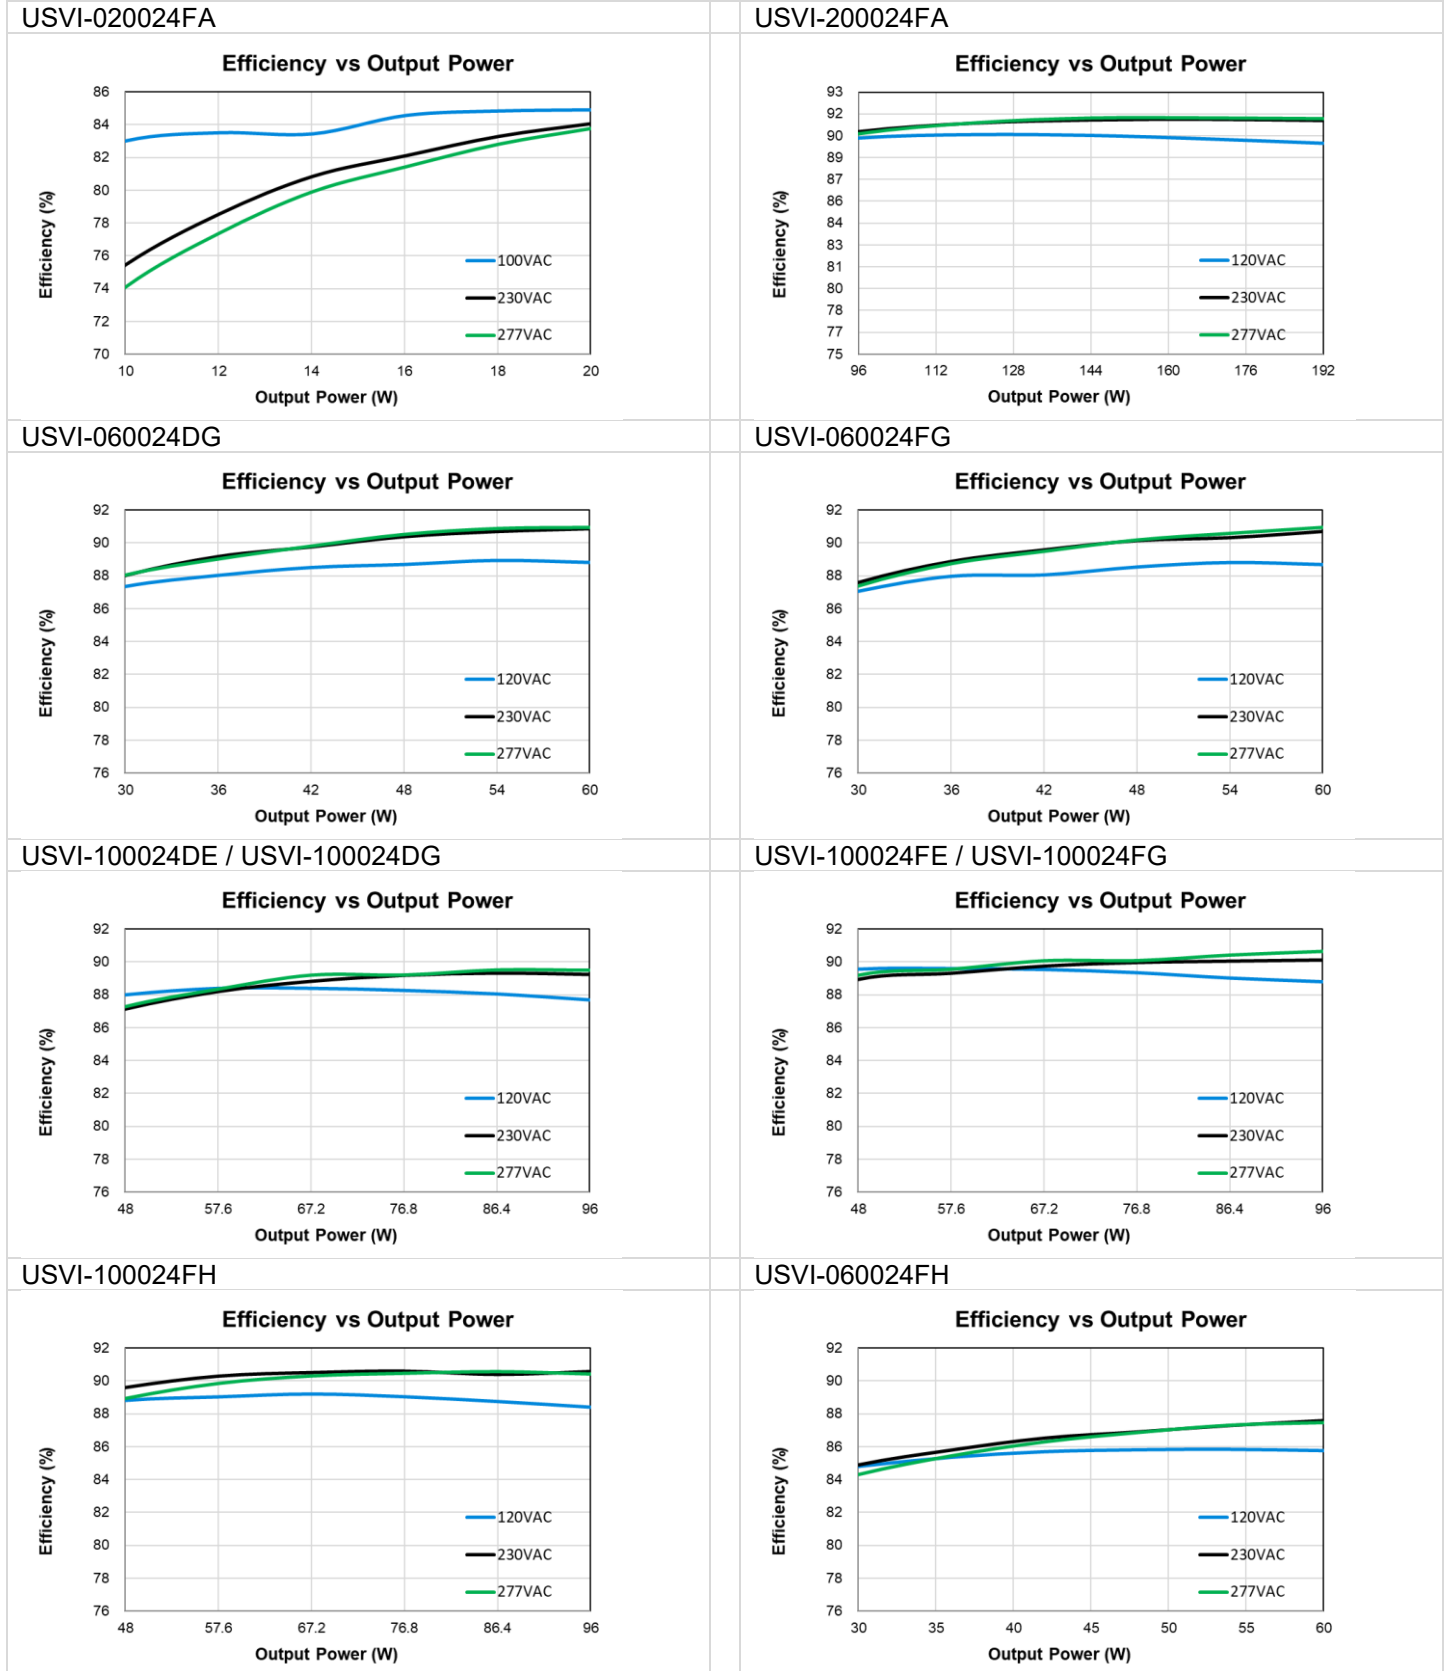 USVI-020024FA
Efficiency vs Output Power
Efficiency (%)
86
84
82
80
78
76
74
72
70
100VAC
230VAC
277VAC
10 12 14 16 18 20
Output Power (W)
USVI-200024FA
Efficiency vs Output Power
Efficiency (%)
93
92
90
89
87
86
84
83
81
80
78
77
75
120VAC
230VAC
277VAC
96 112 128 144 160 176 192
Output Power (W)
USVI-060024DG
Efficiency vs Output Power
Efficiency (%)
92
90
88
86
84
82
80
78
76
120VAC
230VAC
277VAC
30 36 42 48 54 60
Output Power (W)
USVI-060024FG
Efficiency vs Output Power
Efficiency (%)
92
90
88
86
84
82
80
78
76
120VAC
230VAC
277VAC
30 36 42 48 54 60
Output Power (W)
USVI-100024DE / USVI-100024DG
Efficiency vs Output Power
Efficiency (%)
92
90
88
86
84
82
80
78
76
120VAC
230VAC
277VAC
48 57.6 67.2 76.8 86.4 96
Output Power (W)
USVI-100024FE / USVI-100024FG
Efficiency vs Output Power
Efficiency (%)
92
90
88
86
84
82
80
78
76
120VAC
230VAC
277VAC
48 57.6 67.2 76.8 86.4 96
Output Power (W)
USVI-100024FH
Efficiency vs Output Power
Efficiency (%)
92
90
88
86
84
82
80
78
76
120VAC
230VAC
277VAC
48 57.6 67.2 76.8 86.4 96
Output Power (W)
USVI-060024FH
Efficiency vs Output Power
Efficiency (%)
92
90
88
86
84
82
80
78
76
120VAC
230VAC
277VAC
30 35 40 45 50 55 60
Output Power (W)